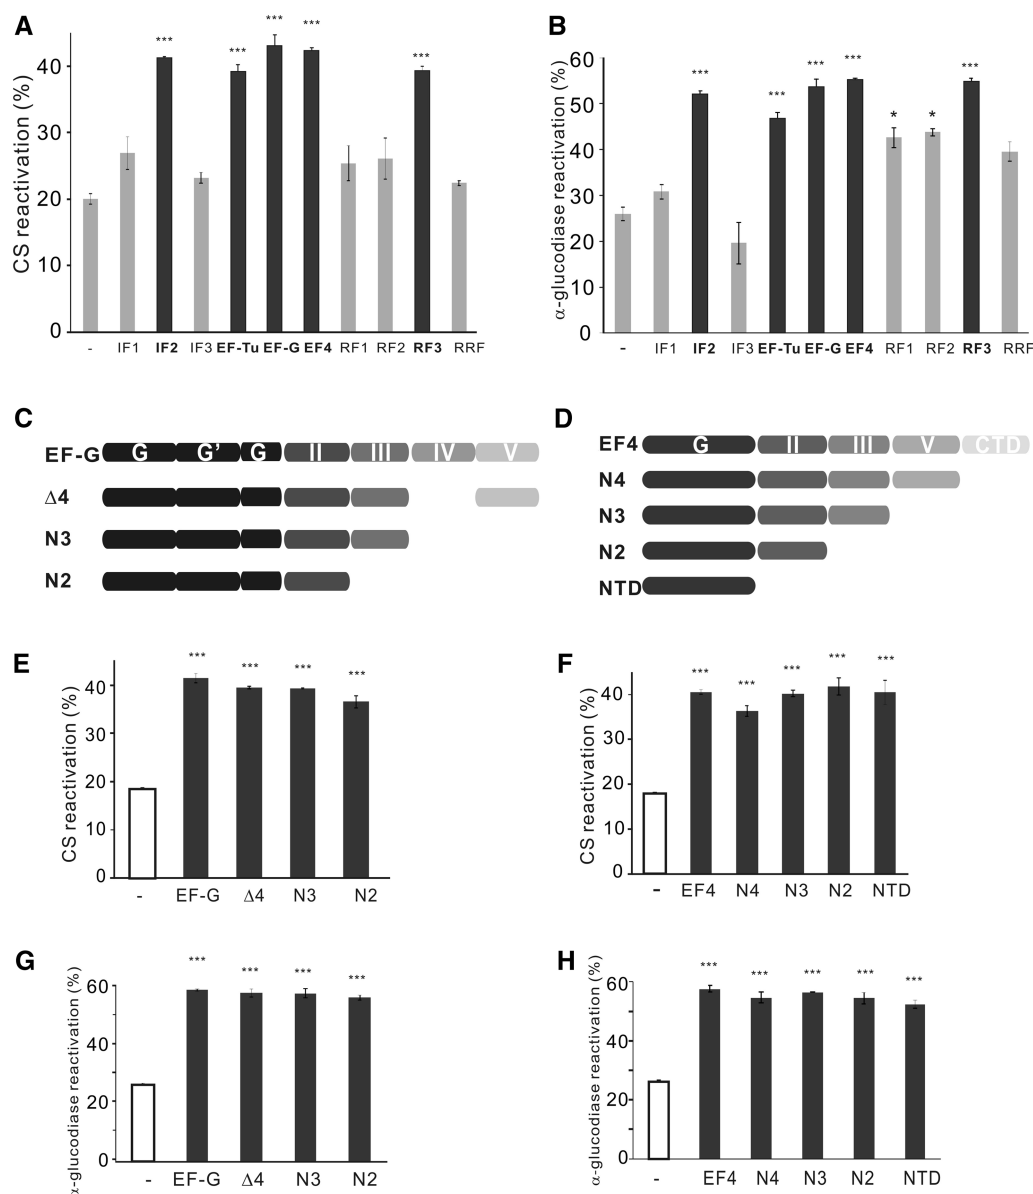 A
CS reactivation (%)
40
30
20
10
0
*** *** *** *** ***
- IF1 IF2 IF3 EF-Tu EF-G EF4 RF1 RF2 RF3 RRF
B
α-glucodiase reactivation (%)
60
50
40
30
20
10
0
*** *** *** *** * * ***
- IF1 IF2 IF3 EF-Tu EF-G EF4 RF1 RF2 RF3 RRF
C
EF-G G G’ G II III IV V
Δ4
N3
N2
D
EF4 G II III V CTD
N4
N3
N2
NTD
E
CS reactivation (%)
40
30
20
10
0
*** *** *** ***
- EF-G Δ4 N3 N2
F
CS reactivation (%)
40
30
20
10
0
*** *** *** *** ***
- EF4 N4 N3 N2 NTD
G
α-glucodiase reactivation (%)
60
40
20
0
*** *** *** ***
- EF-G Δ4 N3 N2
H
α-glucodiase reactivation (%)
60
40
20
0
*** *** *** *** ***
- EF4 N4 N3 N2 NTD